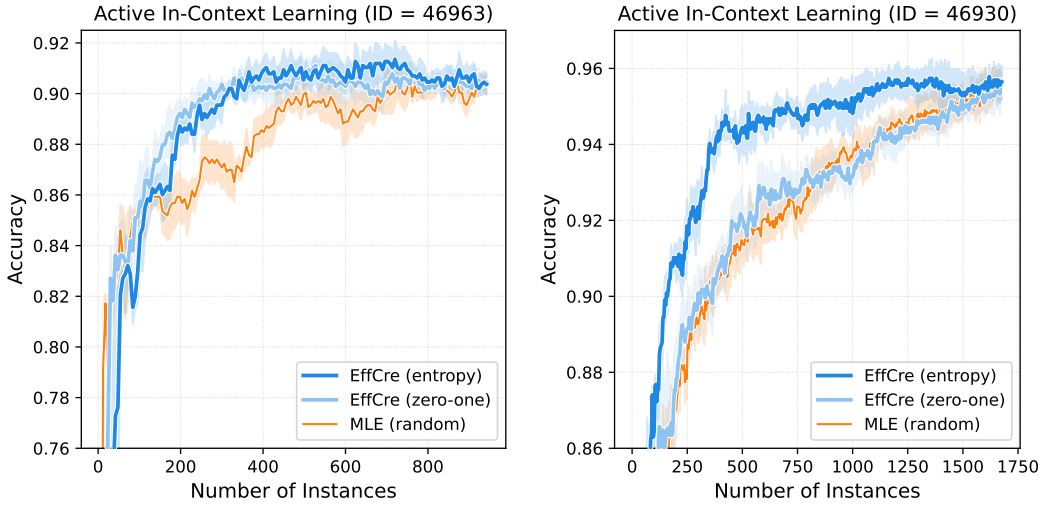 Active In-Context Learning (ID = 46963)
Accuracy
0.92
0.90
0.88
0.86
0.84
0.82
0.80
0.78
0.76
0
200
400
600
800
Number of Instances
EffCre (entropy)
EffCre (zero-one)
MLE (random)
Active In-Context Learning (ID = 46930)
Accuracy
0.96
0.94
0.92
0.90
0.88
0.86
0
250
500
750
1000
1250
1500
1750
Number of Instances
EffCre (entropy)
EffCre (zero-one)
MLE (random)